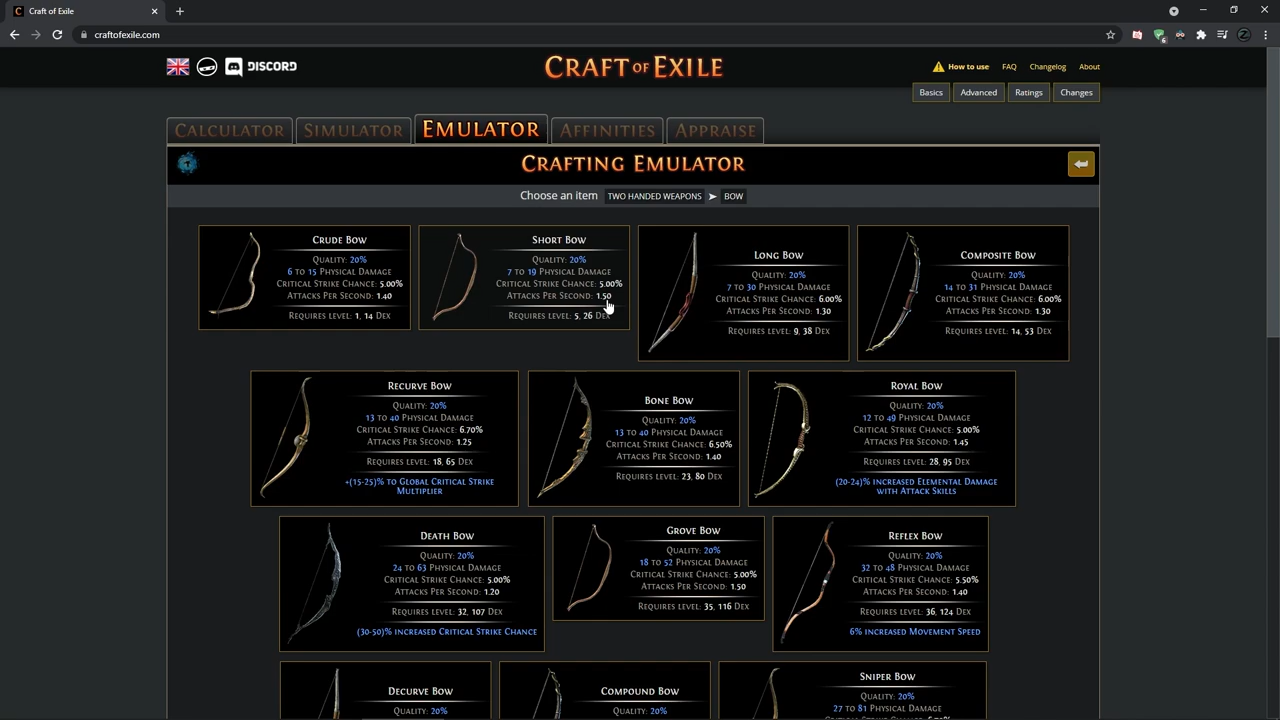 Craft of Exile
craftofexile.com
DISCORD
CRAFT OF EXILE
How to use
FAQ
Changelog
About
Basics
Advanced
Ratings
Changes
CALCULATOR
SIMULATOR
EMULATOR
AFFINITIES
APPRAISE
CRAFTING EMULATOR
Choose an item TWO HANDED WEAPONS BOW
CRUDE BOW
QUALITY: 20%
6 TO 15 PHYSICAL DAMAGE
CRITICAL STRIKE CHANCE: 5.00%
ATTACKS PER SECOND: 1.40
REQUIRES LEVEL: 1, 14 DEX
SHORT BOW
QUALITY: 20%
7 TO 19 PHYSICAL DAMAGE
CRITICAL STRIKE CHANCE: 5.00%
ATTACKS PER SECOND: 1.50
REQUIRES LEVEL: 5, 26 DEX
LONG BOW
QUALITY: 20%
7 TO 30 PHYSICAL DAMAGE
CRITICAL STRIKE CHANCE: 6.00%
ATTACKS PER SECOND: 1.30
REQUIRES LEVEL: 9, 38 DEX
COMPOSITE BOW
QUALITY: 20%
14 TO 31 PHYSICAL DAMAGE
CRITICAL STRIKE CHANCE: 6.00%
ATTACKS PER SECOND: 1.30
REQUIRES LEVEL: 14, 53 DEX
RECURVE BOW
QUALITY: 20%
13 TO 40 PHYSICAL DAMAGE
CRITICAL STRIKE CHANCE: 6.70%
ATTACKS PER SECOND: 1.25
REQUIRES LEVEL: 18, 65 DEX
+(15-25)% TO GLOBAL CRITICAL STRIKE
MULTIPLIER
BONE BOW
QUALITY: 20%
13 TO 40 PHYSICAL DAMAGE
CRITICAL STRIKE CHANCE: 6.50%
ATTACKS PER SECOND: 1.40
REQUIRES LEVEL: 23, 80 DEX
ROYAL BOW
QUALITY: 20%
12 TO 49 PHYSICAL DAMAGE
CRITICAL STRIKE CHANCE: 5.00%
ATTACKS PER SECOND: 1.45
REQUIRES LEVEL: 28, 95 DEX
(20-24)% INCREASED ELEMENTAL DAMAGE
WITH ATTACK SKILLS
DEATH BOW
QUALITY: 20%
24 TO 63 PHYSICAL DAMAGE
CRITICAL STRIKE CHANCE: 5.00%
ATTACKS PER SECOND: 1.20
REQUIRES LEVEL: 32, 107 DEX
(30-50)% INCREASED CRITICAL STRIKE CHANCE
GROVE BOW
QUALITY: 20%
18 TO 52 PHYSICAL DAMAGE
CRITICAL STRIKE CHANCE: 5.00%
ATTACKS PER SECOND: 1.50
REQUIRES LEVEL: 35, 116 DEX
REFLEX BOW
QUALITY: 20%
32 TO 48 PHYSICAL DAMAGE
CRITICAL STRIKE CHANCE: 5.50%
ATTACKS PER SECOND: 1.40
REQUIRES LEVEL: 36, 124 DEX
6% INCREASED MOVEMENT SPEED
DECURVE BOW
QUALITY: 20%
COMPOUND BOW
QUALITY: 20%
SNIPER BOW
QUALITY: 20%
27 TO 81 PHYSICAL DAMAGE